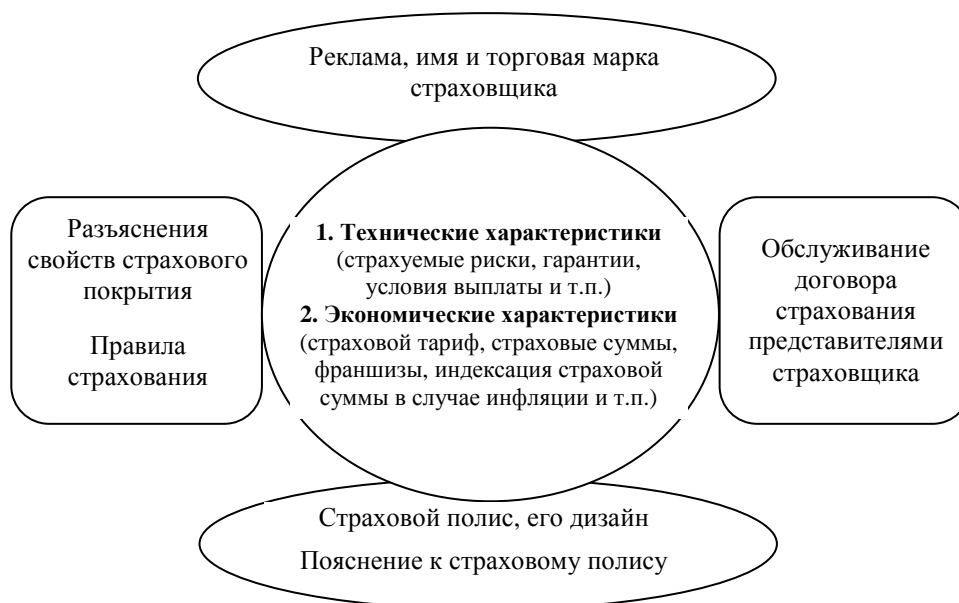 Реклама, имя и торговая марка
страховщика
Разъяснения
свойств страхового
покрытия
Правила
страхования
1. Технические характеристики
(страхуемые риски, гарантии,
условия выплаты и т.п.)
2. Экономические характеристики
(страховой тариф, страховые суммы,
франшизы, индексация страховой
суммы в случае инфляции и т.п.)
Обслуживание
договора
страхования
представителями
страховщика
Страховой полис, его дизайн
Пояснение к страховому полису